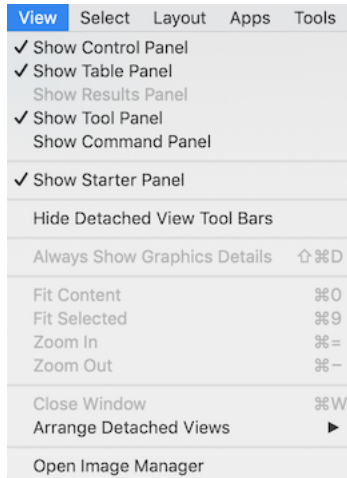 View Select Layout Apps Tools
✓ Show Control Panel
✓ Show Table Panel
Show Results Panel
✓ Show Tool Panel
Show Command Panel
✓ Show Starter Panel
Hide Detached View Tool Bars
Always Show Graphics Details ⇧⌘D
Fit Content ⌘0
Fit Selected ⌘9
Zoom In ⌘=
Zoom Out ⌘−
Close Window ⌘W
Arrange Detached Views ▶
Open Image Manager